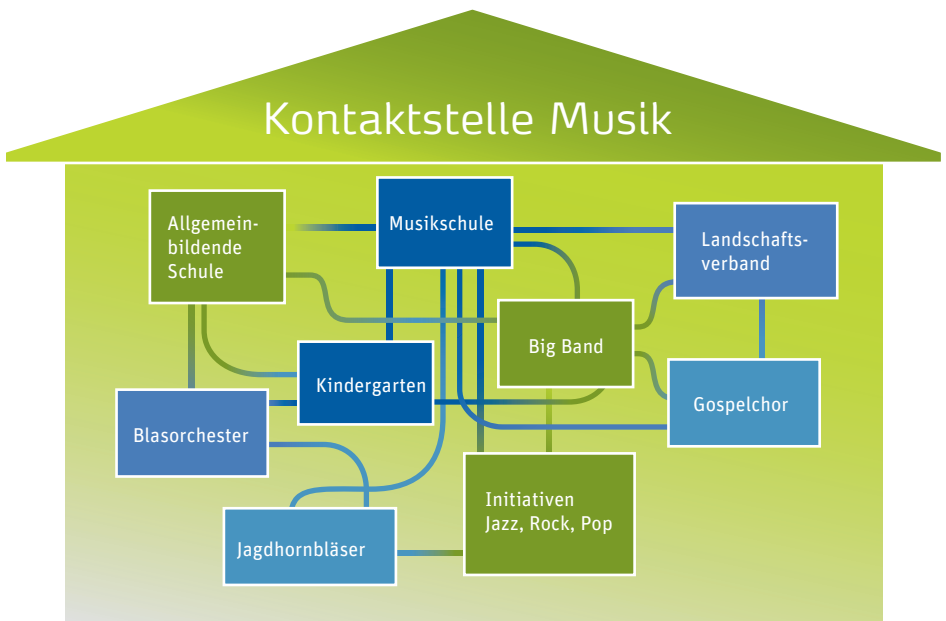 Kontaktstelle Musik
Allgemein-
bildende
Schule
Musikschule
Landschafts-
verband
Big Band
Kindergarten
Gospelchor
Blasorchester
Initiativen
Jazz, Rock, Pop
Jagdhornbläser